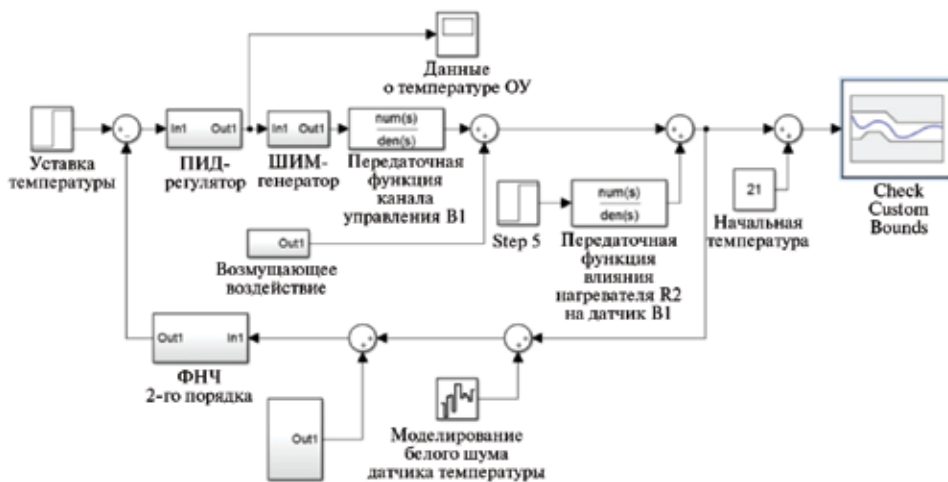 Данные
о температуре ОУ
Уставка
температуры
In1
Out1
ПИД-
регулятор
In1
Out1
ШИМ-
генератор
num(s)
den(s)
Передаточная
функция
канала
управления B1
Out1
Возмущающее
воздействие
Step 5
num(s)
den(s)
Передаточная
функция
влияния
нагревателя R2
на датчик B1
21
Начальная
температура
Check
Custom
Bounds
Out1
In1
ФНЧ
2-го порядка
Out1
Моделирование
белого шума
датчика температуры